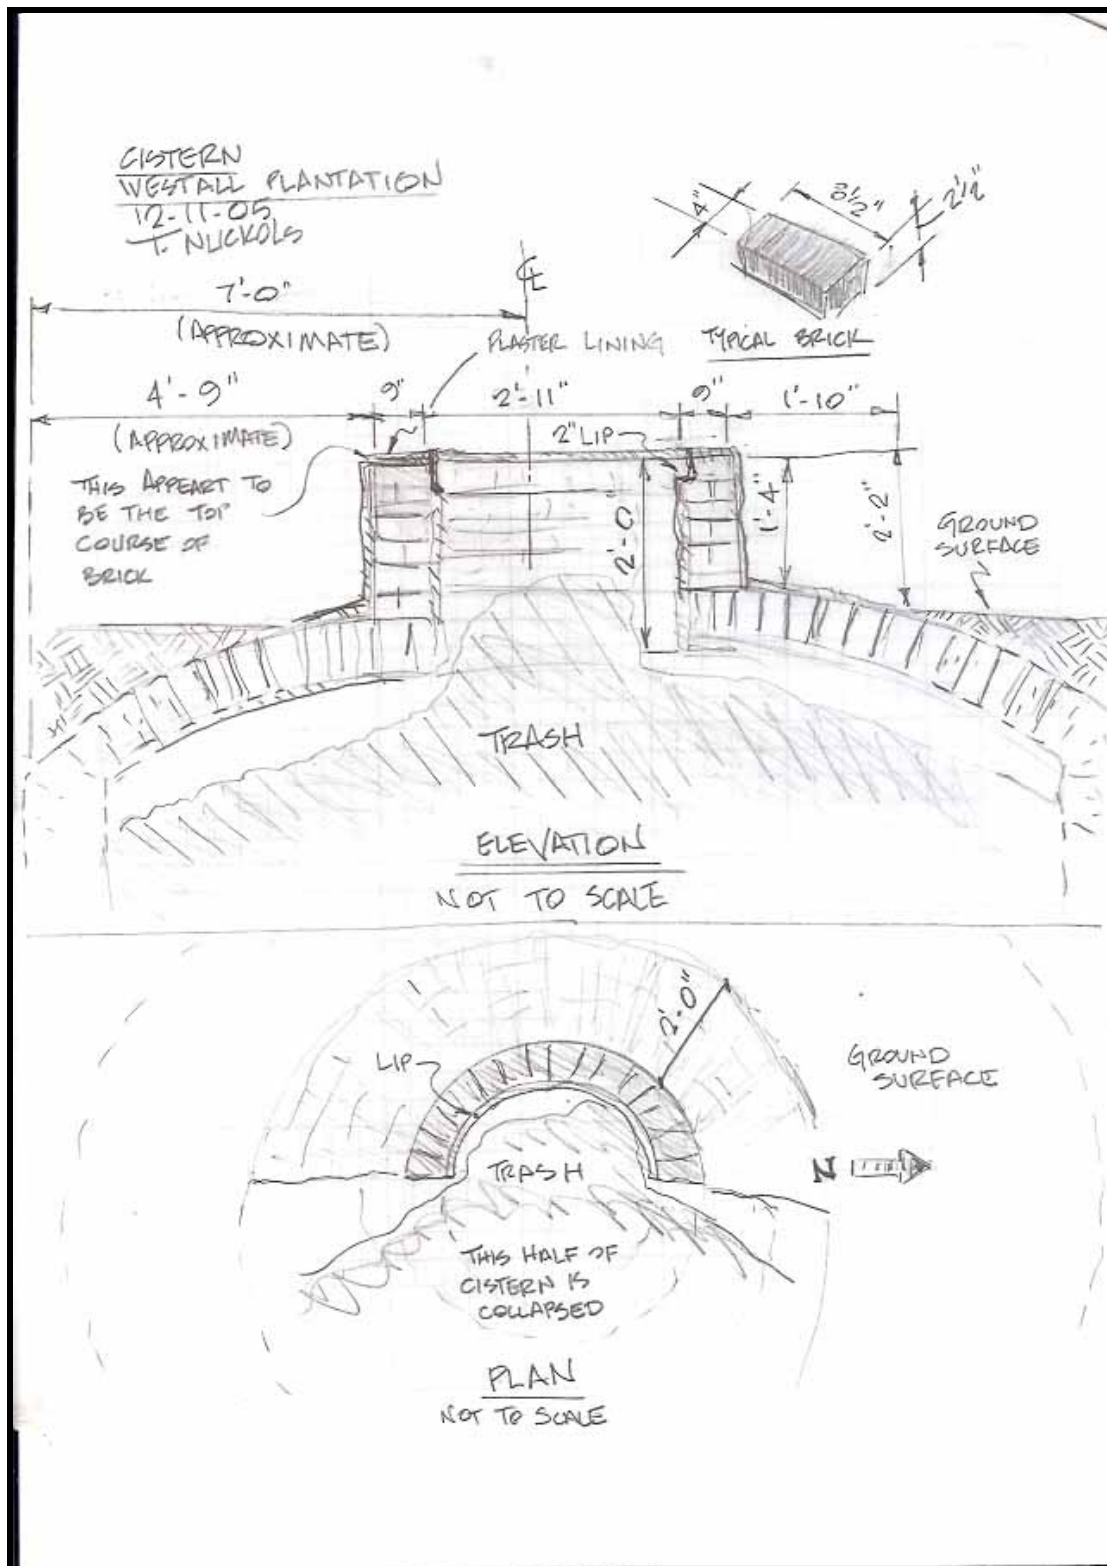 CISTERN
WESTALL PLANTATION
12-11-05
T. NUCKOLS
4"
8½"
2½"
TYPICAL BRICK
7'-0"
(APPROXIMATE)
℄
PLASTER LINING
4'-9"
(APPROXIMATE)
9"
2'-11"
9"
1'-10"
2" LIP
THIS APPEART TO
BE THE TOP
COURSE OF
BRICK
2'-0"
1'-4"
2'-2"
GROUND
SURFACE
TRASH
ELEVATION
NOT TO SCALE
2'-0"
LIP
GROUND
SURFACE
N
TRASH
THIS HALF OF
CISTERN IS
COLLAPSED
PLAN
NOT TO SCALE